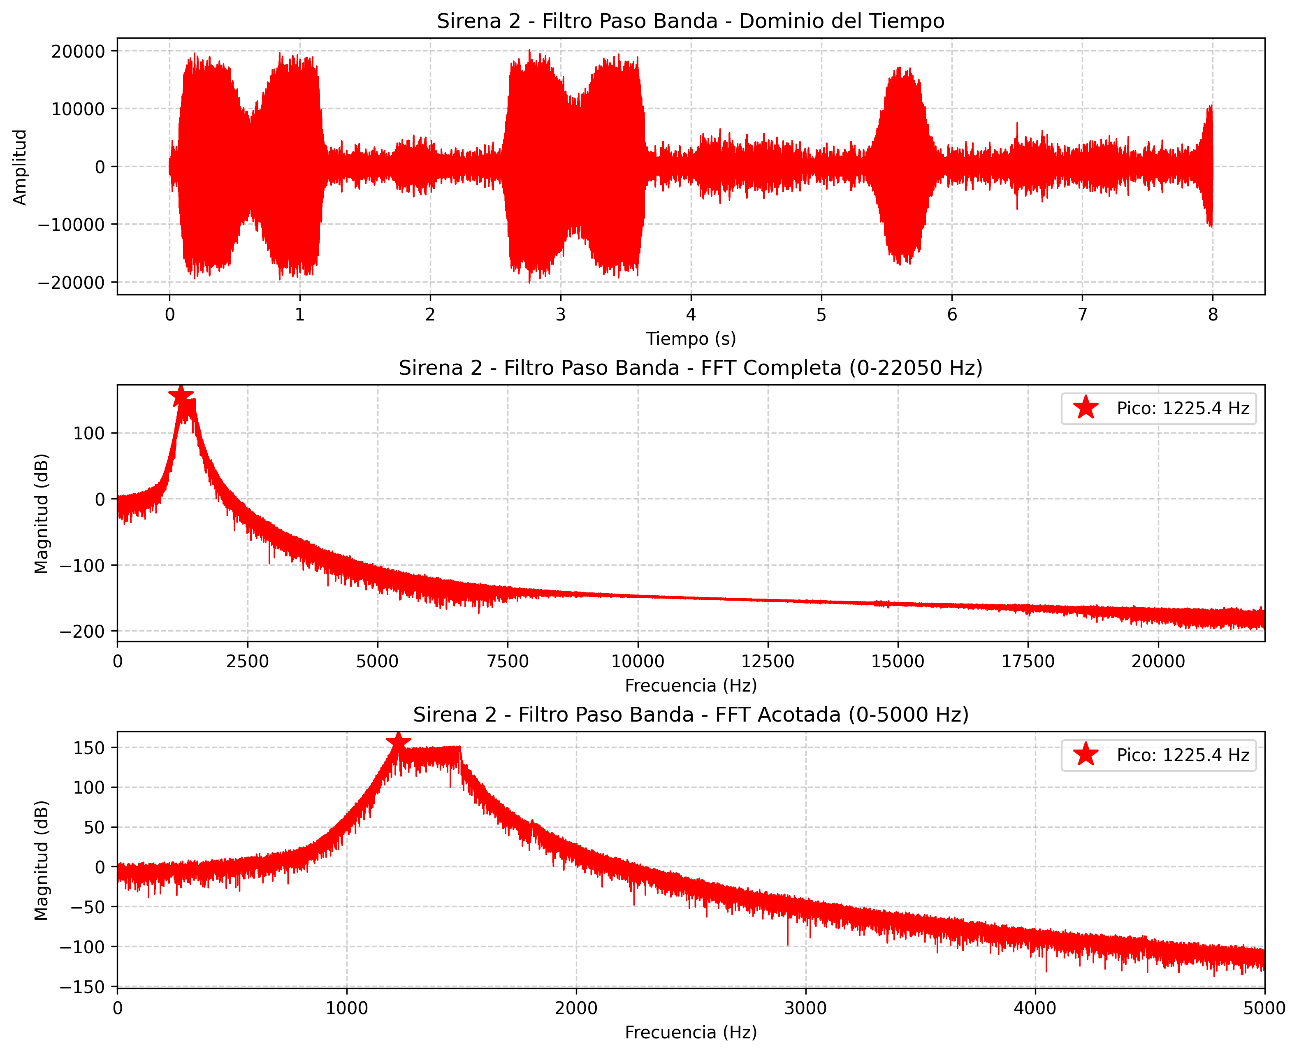 Sirena 2 - Filtro Paso Banda - Dominio del Tiempo
20000
10000
0
−10000
−20000
Amplitud
0 1 2 3 4 5 6 7 8
Tiempo (s)
Sirena 2 - Filtro Paso Banda - FFT Completa (0-22050 Hz)
Pico: 1225.4 Hz
100
0
−100
−200
Magnitud (dB)
0 2500 5000 7500 10000 12500 15000 17500 20000
Frecuencia (Hz)
Sirena 2 - Filtro Paso Banda - FFT Acotada (0-5000 Hz)
Pico: 1225.4 Hz
150
100
50
0
−50
−100
−150
Magnitud (dB)
0 1000 2000 3000 4000 5000
Frecuencia (Hz)